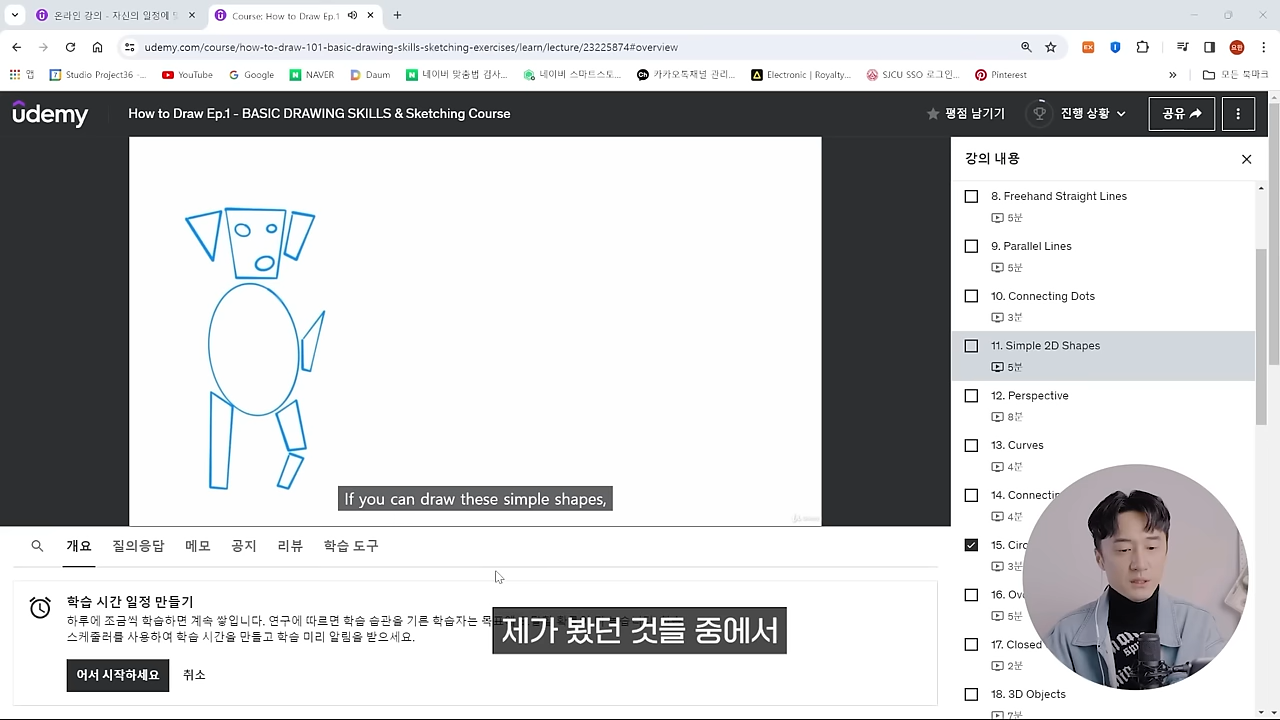 온라인 강의 - 자신의 일정에 맞
Course: How to Draw Ep.1
udemy.com/course/how-to-draw-101-basic-drawing-skills-sketching-exercises/learn/lecture/23225874#overview
앱
Studio Project36 -...
YouTube
Google
NAVER
Daum
네이버 맞춤법 검사...
네이버 스마트스토...
카카오톡채널 관리...
Electronic | Royalty...
SJCU SSO 로그인...
Pinterest
»
모든 북마크
ûdemy
How to Draw Ep.1 - BASIC DRAWING SKILLS & Sketching Course
평점 남기기
진행 상황
공유
강의 내용
8. Freehand Straight Lines
5분
9. Parallel Lines
5분
10. Connecting Dots
3분
11. Simple 2D Shapes
5분
12. Perspective
8분
13. Curves
4분
14. Connectin
4분
15. Circ
3분
16. Ov
5분
17. Closed
2분
18. 3D Objects
7분
If you can draw these simple shapes,
개요
질의응답
메모
공지
리뷰
학습 도구
학습 시간 일정 만들기
하루에 조금씩 학습하면 계속 쌓입니다. 연구에 따르면 학습 습관을 기른 학습자는 목표
스케줄러를 사용하여 학습 시간을 만들고 학습 미리 알림을 받으세요.
어서 시작하세요
취소
제가 봤던 것들 중에서